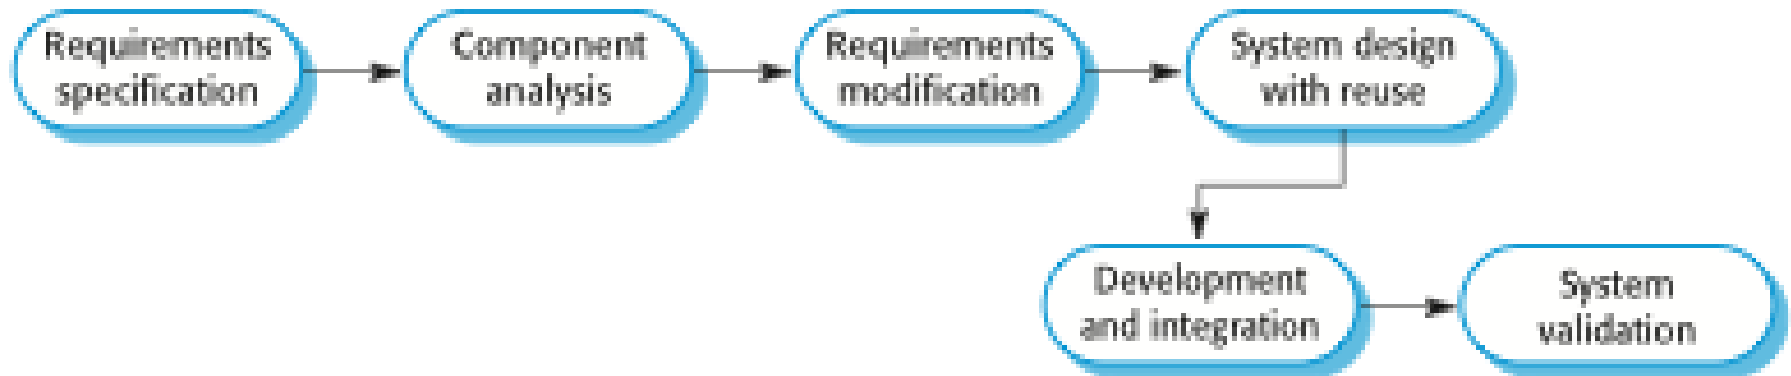 Requirements
specification
Component
analysis
Requirements
modification
System design
with reuse
Development
and integration
System
validation